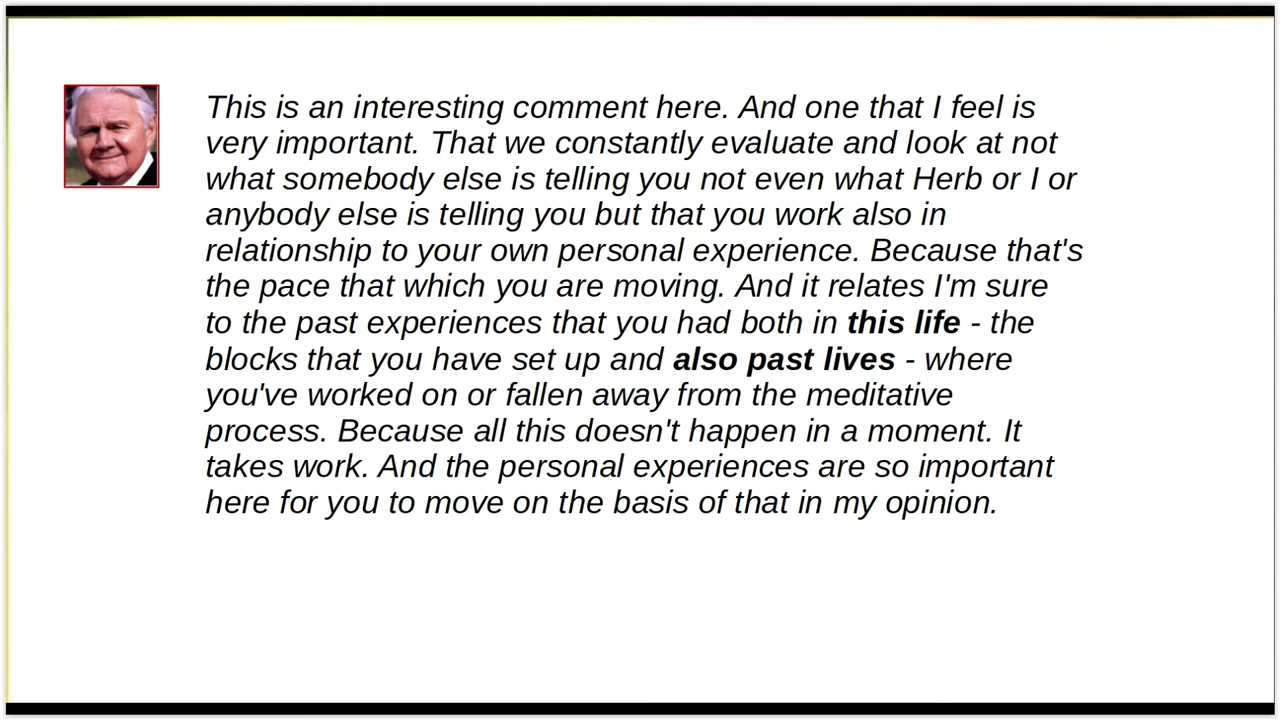 This is an interesting comment here. And one that I feel is
very important. That we constantly evaluate and look at not
what somebody else is telling you not even what Herb or I or
anybody else is telling you but that you work also in
relationship to your own personal experience. Because that's
the pace that which you are moving. And it relates I'm sure
to the past experiences that you had both in this life - the
blocks that you have set up and also past lives - where
you've worked on or fallen away from the meditative
process. Because all this doesn't happen in a moment. It
takes work. And the personal experiences are so important
here for you to move on the basis of that in my opinion.